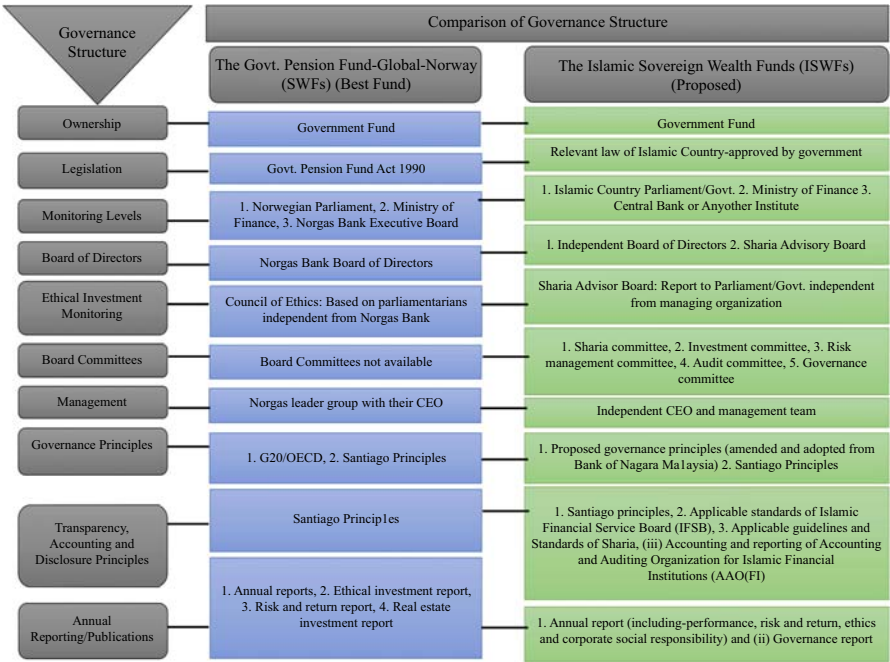 Governance
Structure
Comparison of Governance Structure
The Govt. Pension Fund-Global-Norway
(SWFs) (Best Fund)
The Islamic Sovereign Wealth Funds (ISWFs)
(Proposed)
Ownership
Government Fund
Government Fund
Legislation
Govt. Pension Fund Act 1990
Relevant law of Islamic Country-approved by government
Monitoring Levels
1. Norwegian Parliament, 2. Ministry of
Finance, 3. Norgas Bank Executive Board
1. Islamic Country Parliament/Govt. 2. Ministry of Finance 3.
Central Bank or Anyother Institute
Board of Directors
Norgas Bank Board of Directors
l. Independent Board of Directors 2. Sharia Advisory Board
Ethical Investment
Monitoring
Council of Ethics: Based on parliamentarians
independent from Norgas Bank
Sharia Advisor Board: Report to Parliament/Govt. independent
from managing organization
Board Committees
Board Committees not available
1. Sharia committee, 2. Investment committee, 3. Risk
management committee, 4. Audit committee, 5. Governance
committee
Management
Norgas leader group with their CEO
Independent CEO and management team
Governance Principles
1. G20/OECD, 2. Santiago Principles
1. Proposed governance principles (amended and adopted from
Bank of Nagara Ma1aysia) 2. Santiago Principles
Transparency,
Accounting and
Disclosure Principles
Santiago Princip1es
1. Santiago principles, 2. Applicable standards of Islamic
Financial Service Board (IFSB), 3. Applicable guidelines and
Standards of Sharia, (iii) Accounting and reporting of Accounting
and Auditing Organization for Islamic Financial
Institutions (AAO(FI)
Annual
Reporting/Publications
1. Annual reports, 2. Ethical investment report,
3. Risk and return report, 4. Real estate
investment report
1. Annual report (including-performance, risk and return, ethics
and corporate social responsibility) and (ii) Governance report